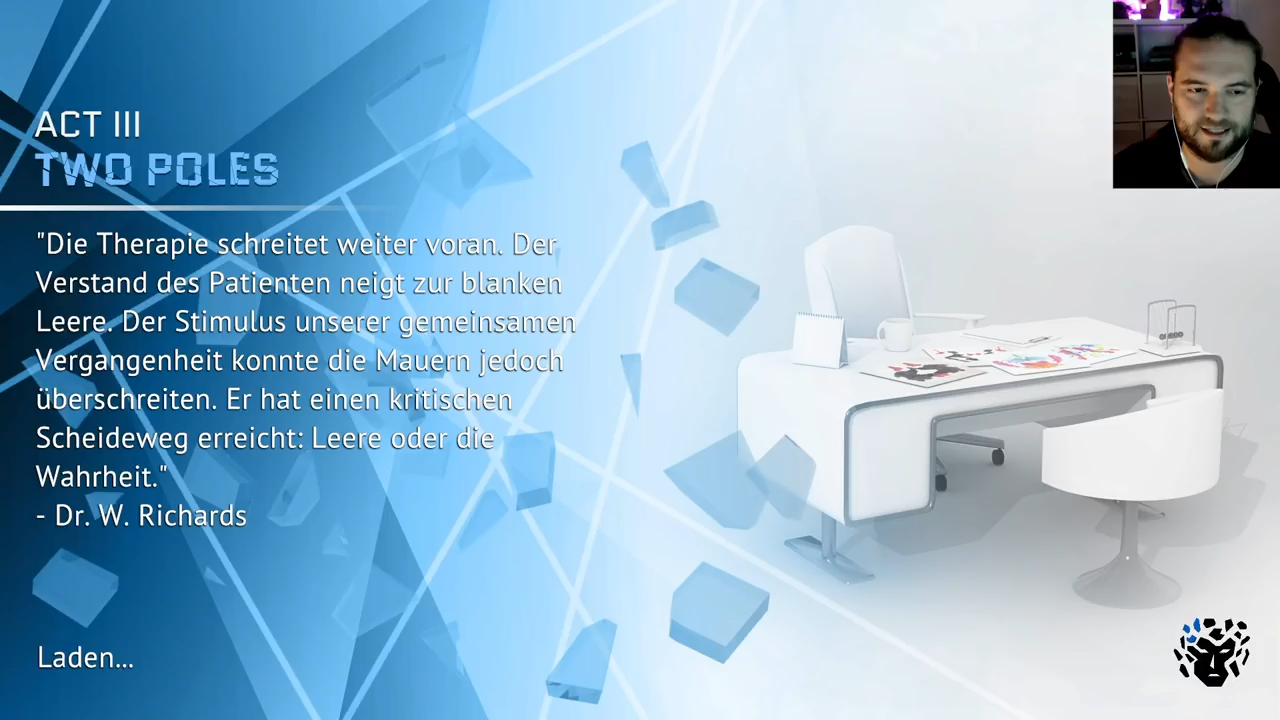 ACT III
TWO POLES
"Die Therapie schreitet weiter voran. Der
Verstand des Patienten neigt zur blanken
Leere. Der Stimulus unserer gemeinsamen
Vergangenheit konnte die Mauern jedoch
überschreiten. Er hat einen kritischen
Scheideweg erreicht: Leere oder die
Wahrheit."
- Dr. W. Richards
Laden...